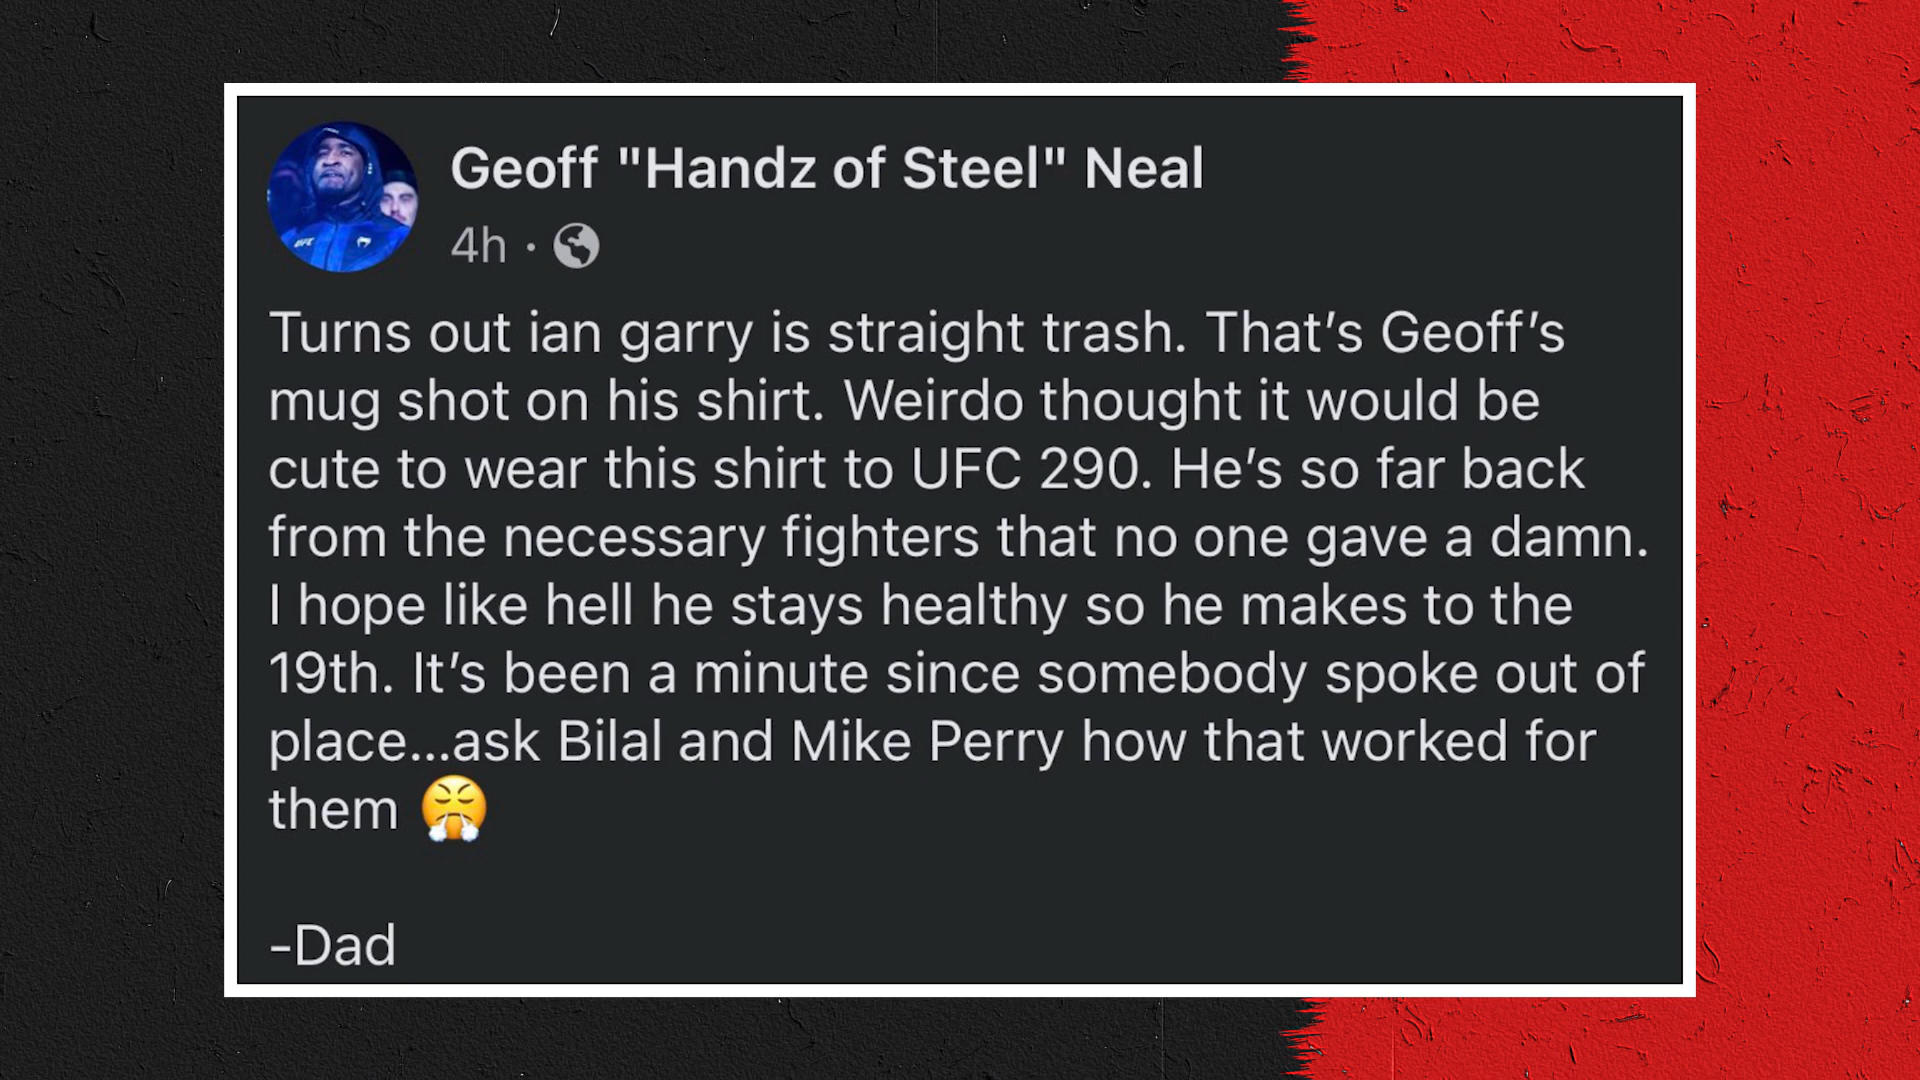 Geoff "Handz of Steel" Neal
4h ·
Turns out ian garry is straight trash. That’s Geoff’s
mug shot on his shirt. Weirdo thought it would be
cute to wear this shirt to UFC 290. He’s so far back
from the necessary fighters that no one gave a damn.
I hope like hell he stays healthy so he makes to the
19th. It’s been a minute since somebody spoke out of
place...ask Bilal and Mike Perry how that worked for
them 😤
-Dad
UFC